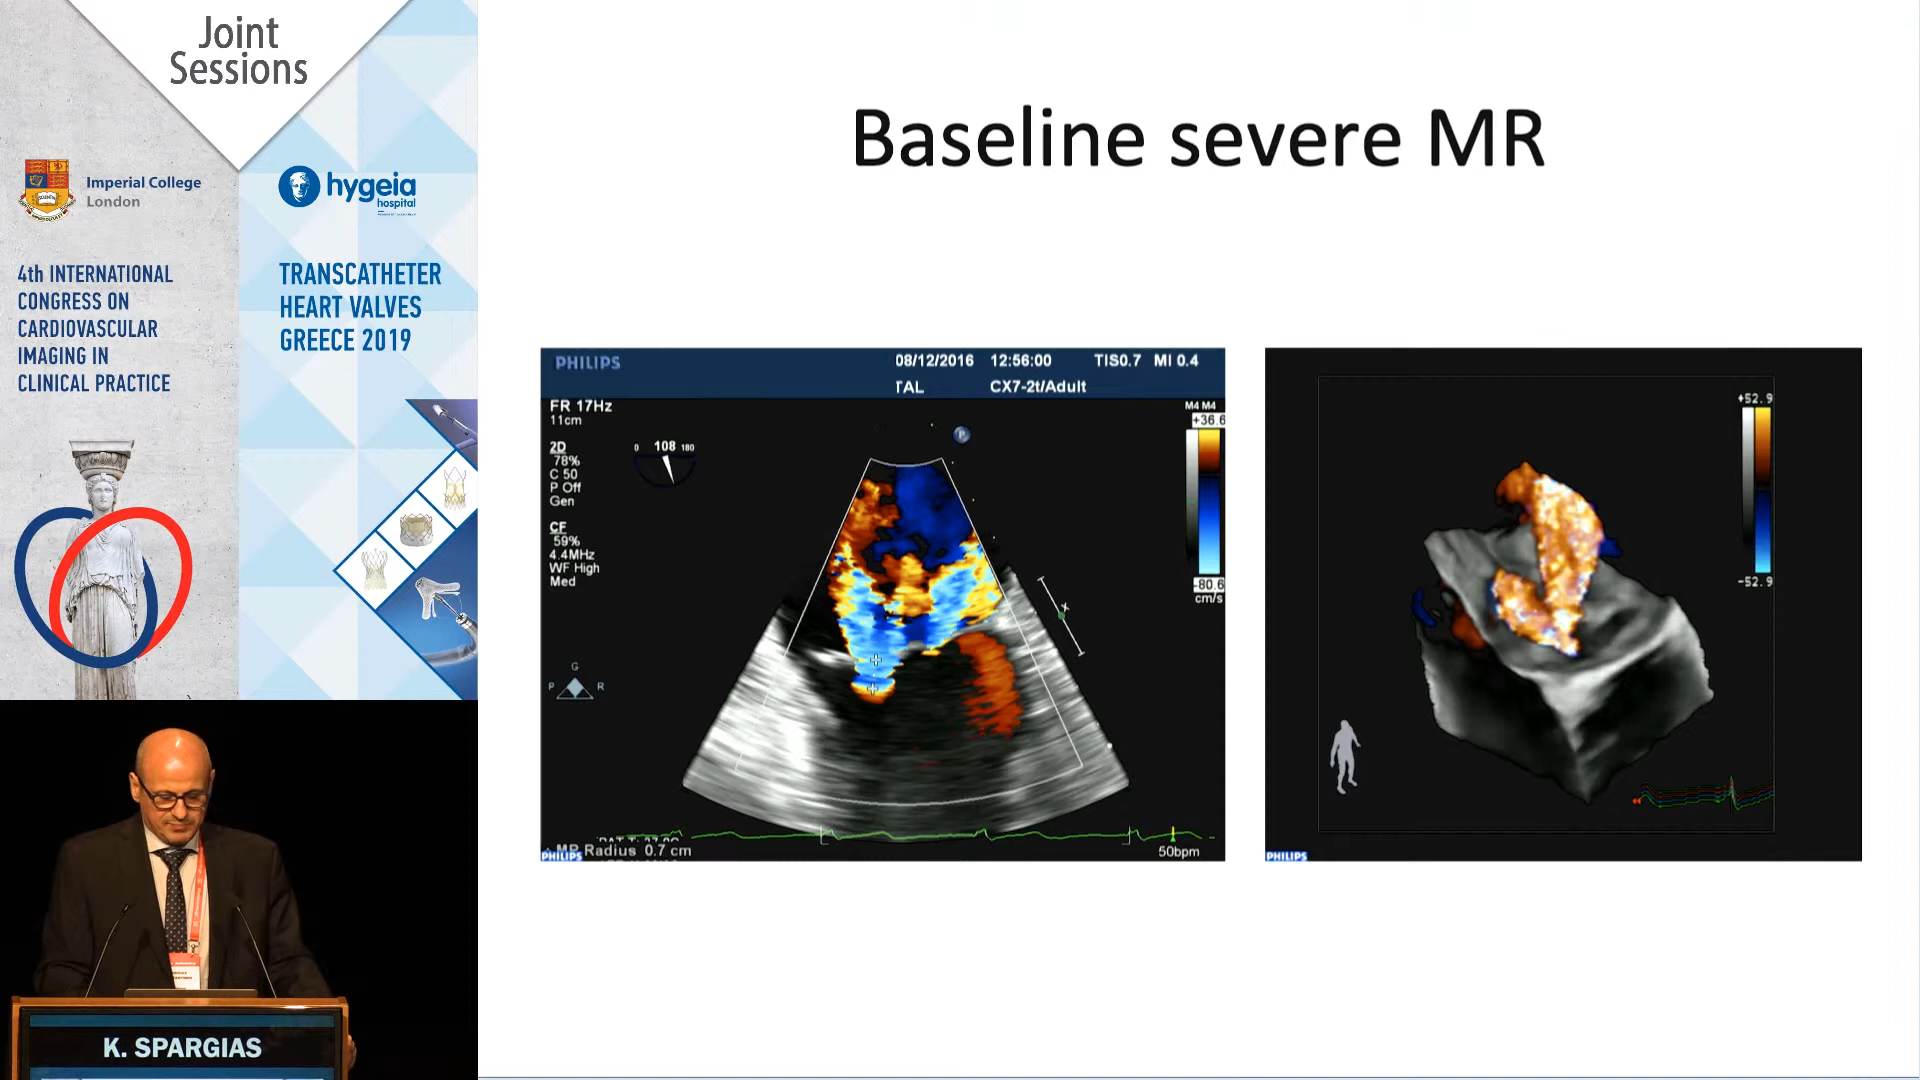 Joint
Sessions
Imperial College
London
hygeia
hospital
4th INTERNATIONAL
CONGRESS ON
CARDIOVASCULAR
IMAGING IN
CLINICAL PRACTICE
TRANSCATHETER
HEART VALVES
GREECE 2019
K. SPARGIAS
Baseline severe MR
PHILIPS
08/12/2016 12:56:00 TIS0.7 MI 0.4
TAL CX7-2t/Adult
FR 17Hz
11cm
2D
78%
C 50
P Off
Gen
CF
59%
4.4MHz
WF High
Med
0 108 180
P
M4 M4
+36.6
-80.6
cm/s
x
G
P R
MR Radius 0.7 cm
PHILIPS
50bpm
+52.9
-52.9
PHILIPS